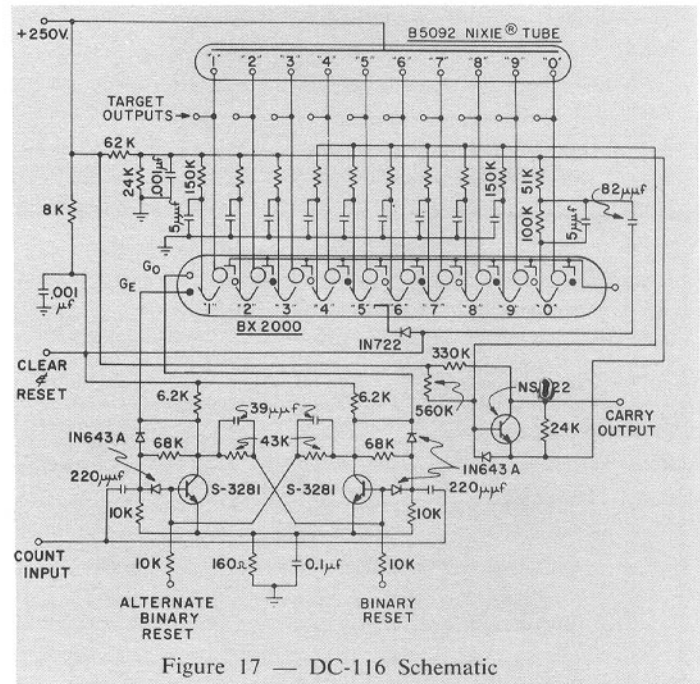 B5092 NIXIE® TUBE
+250V.
"1" "2" "3" "4" "5" "6" "7" "8" "9" "0"
TARGET
OUTPUTS
62K
24K
.001μf
150K
5μμf
150K
51K
82μμf
100K
5μμf
8K
.001
μf
GO
GE
"1" "2" "3" "4" "5" "6" "7" "8" "9" "0"
BX 2000
IN722
CLEAR
&
RESET
330K
560K
6.2K
39μμf
6.2K
CARRY
OUTPUT
24K
IN643A
68K
43K
68K
IN643A
220μμf
S-3281
S-3281
220μμf
10K
10K
COUNT
INPUT
10K
160Ω
0.1μf
10K
ALTERNATE
BINARY
RESET
BINARY
RESET
Figure 17 — DC-116 Schematic